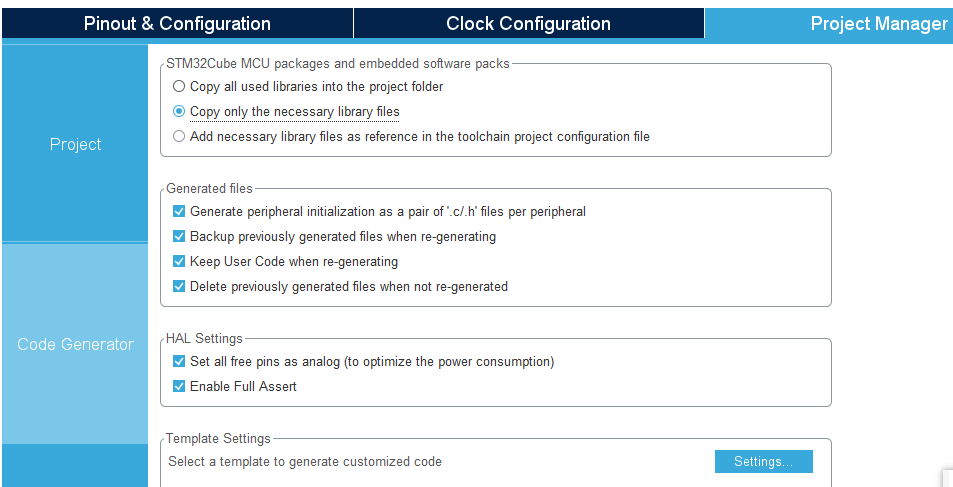 Pinout & Configuration
Clock Configuration
Project Manager
Project
Code Generator
STM32Cube MCU packages and embedded software packs
Copy all used libraries into the project folder
Copy only the necessary library files
Add necessary library files as reference in the toolchain project configuration file
Generated files
Generate peripheral initialization as a pair of '.c/.h' files per peripheral
Backup previously generated files when re-generating
Keep User Code when re-generating
Delete previously generated files when not re-generated
HAL Settings
Set all free pins as analog (to optimize the power consumption)
Enable Full Assert
Template Settings
Select a template to generate customized code
Settings...